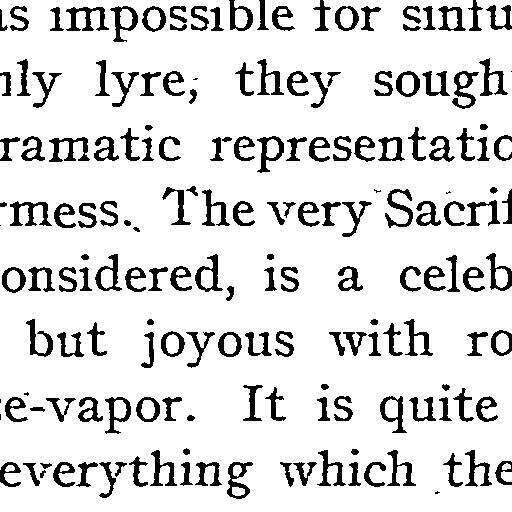 as impossible for sinfu
nly lyre, they sough
ramatic representatio
rmess. The very Sacrif
onsidered, is a celeb
but joyous with ro
e-vapor. It is quite
everything which the